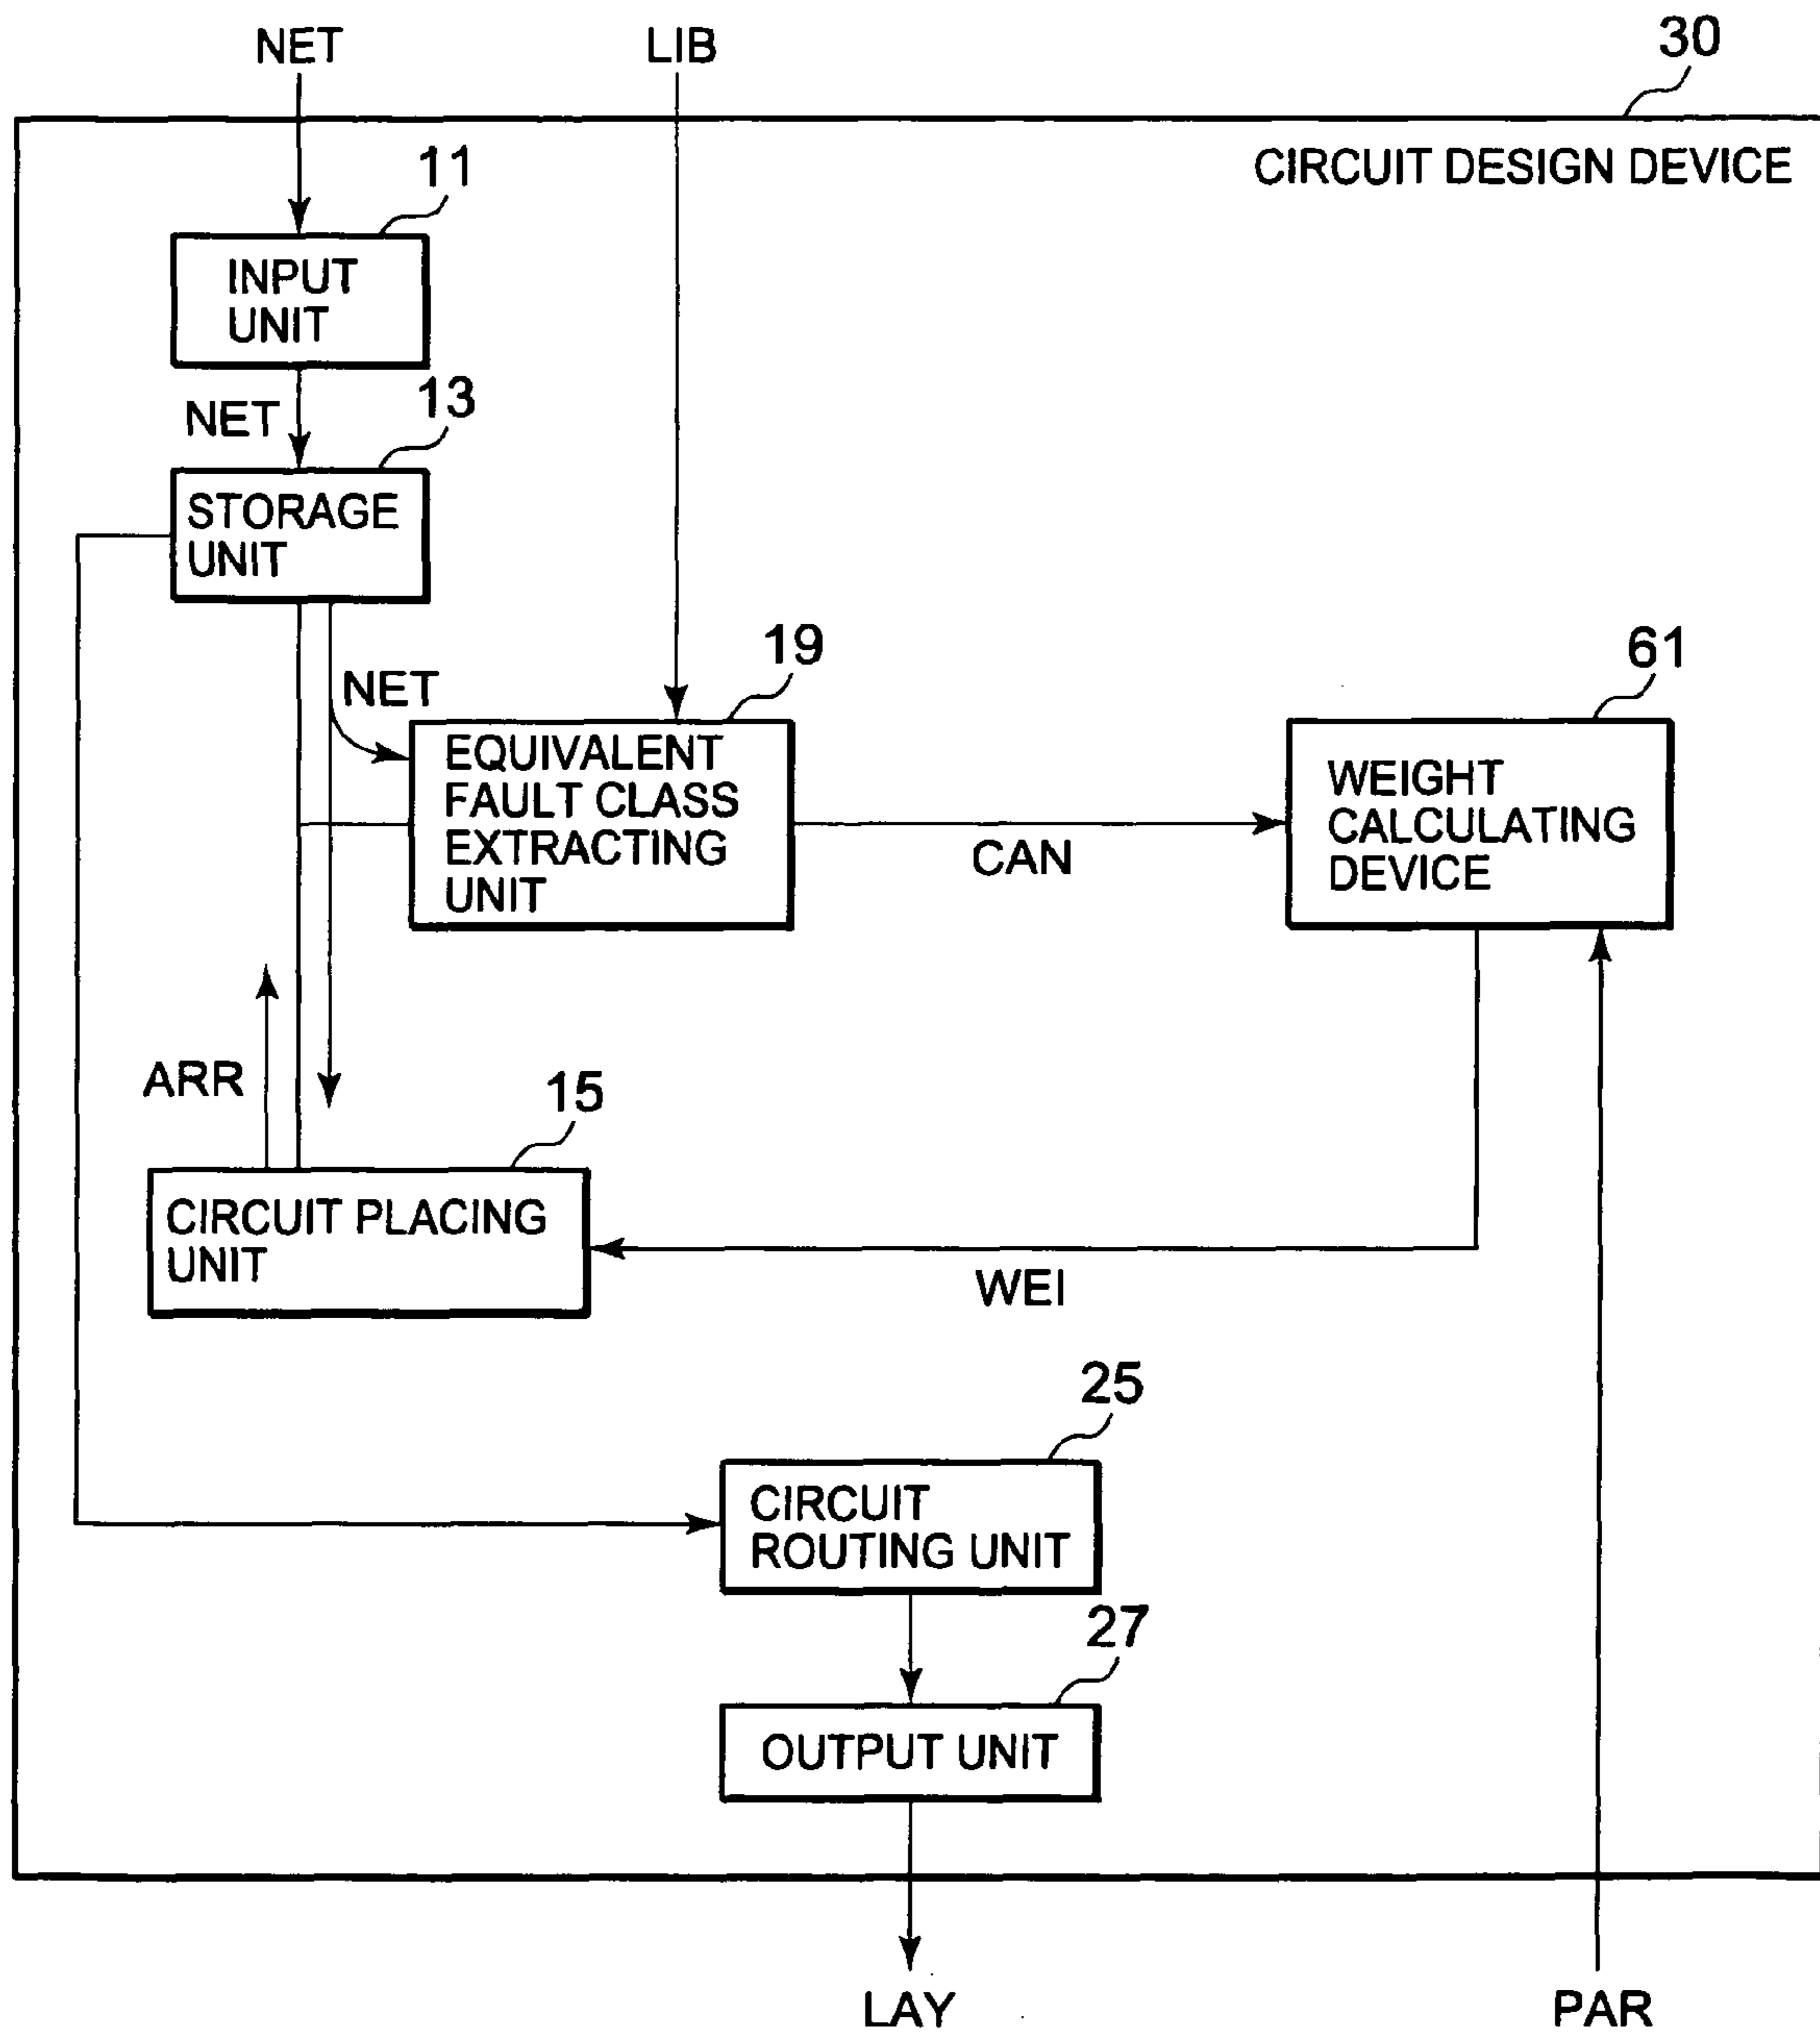 NET
LIB
30
CIRCUIT DESIGN DEVICE
11
INPUT
UNIT
NET
13
STORAGE
UNIT
NET
19
EQUIVALENT
FAULT CLASS
EXTRACTING
UNIT
CAN
61
WEIGHT
CALCULATING
DEVICE
ARR
15
CIRCUIT PLACING
UNIT
WEI
25
CIRCUIT
ROUTING UNIT
27
OUTPUT UNIT
LAY
PAR